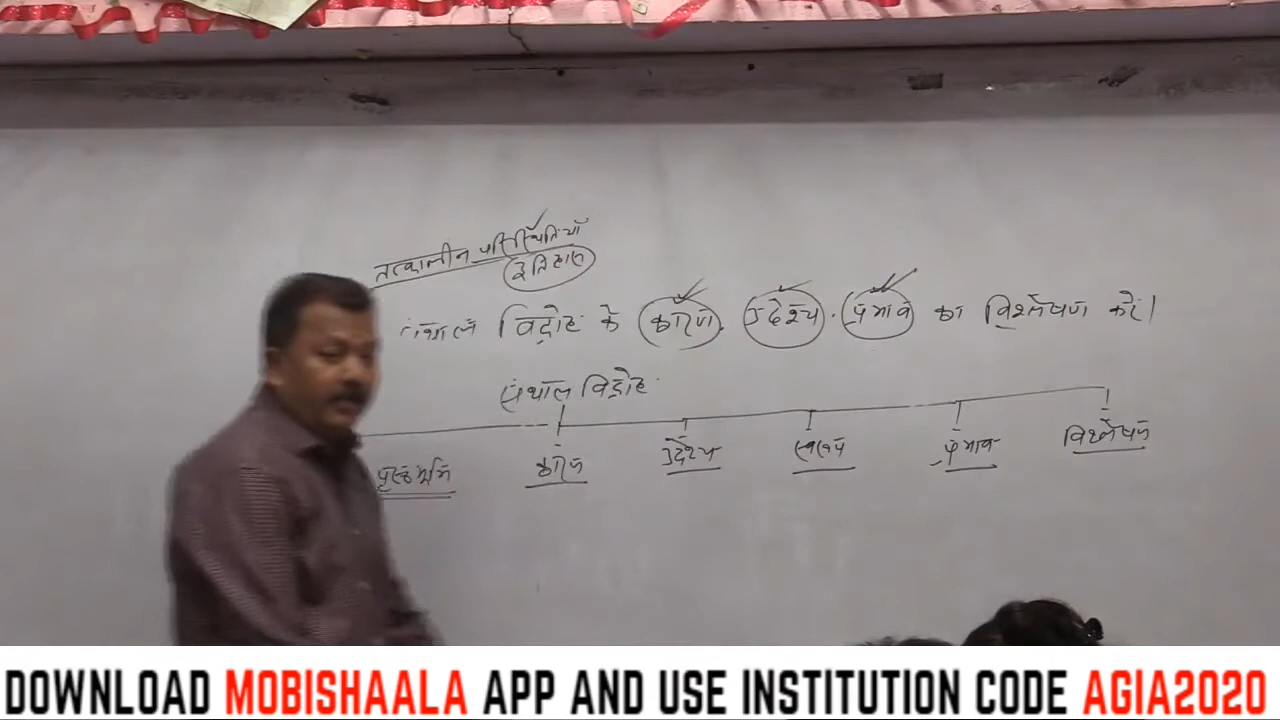 तत्कालीन परिस्थितियाँ
इतिहास
विद्रोह के कारण, उद्देश्य, प्रभाव का विश्लेषण करें।
संथाल विद्रोह
पृष्ठभूमि कारण उद्देश्य स्वरूप प्रभाव विश्लेषण
DOWNLOAD MOBISHAALA APP AND USE INSTITUTION CODE AGIA2020